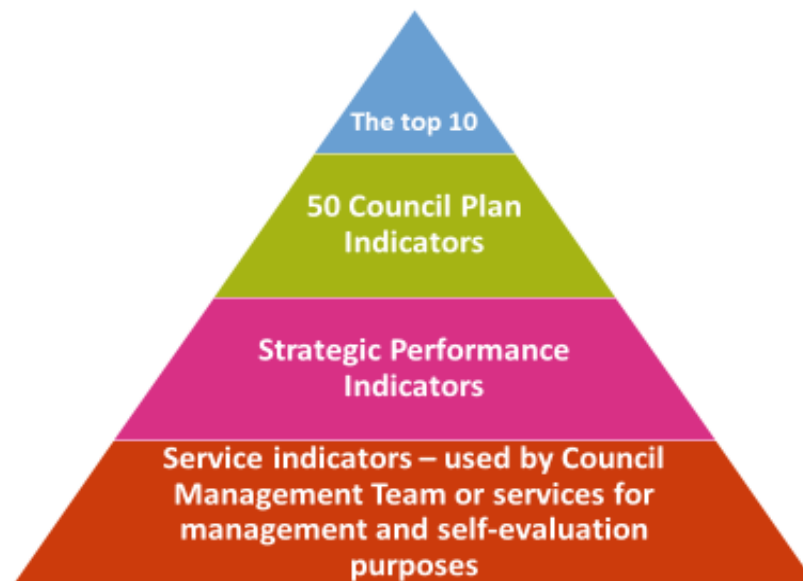 The top 10
50 Council Plan
Indicators
Strategic Performance
Indicators
Service indicators – used by Council
Management Team or services for
management and self-evaluation
purposes